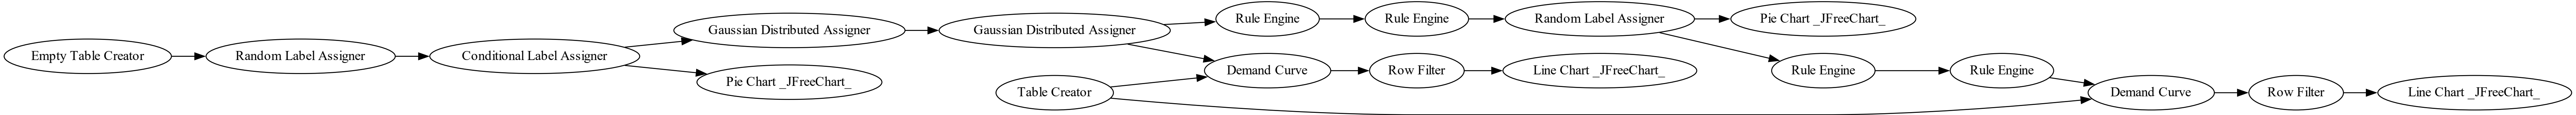 Empty Table Creator
Random Label Assigner
Conditional Label Assigner
Gaussian Distributed Assigner
Pie Chart _JFreeChart_
Gaussian Distributed Assigner
Table Creator
Rule Engine
Rule Engine
Random Label Assigner
Pie Chart _JFreeChart_
Demand Curve
Row Filter
Line Chart _JFreeChart_
Rule Engine
Rule Engine
Demand Curve
Row Filter
Line Chart _JFreeChart_